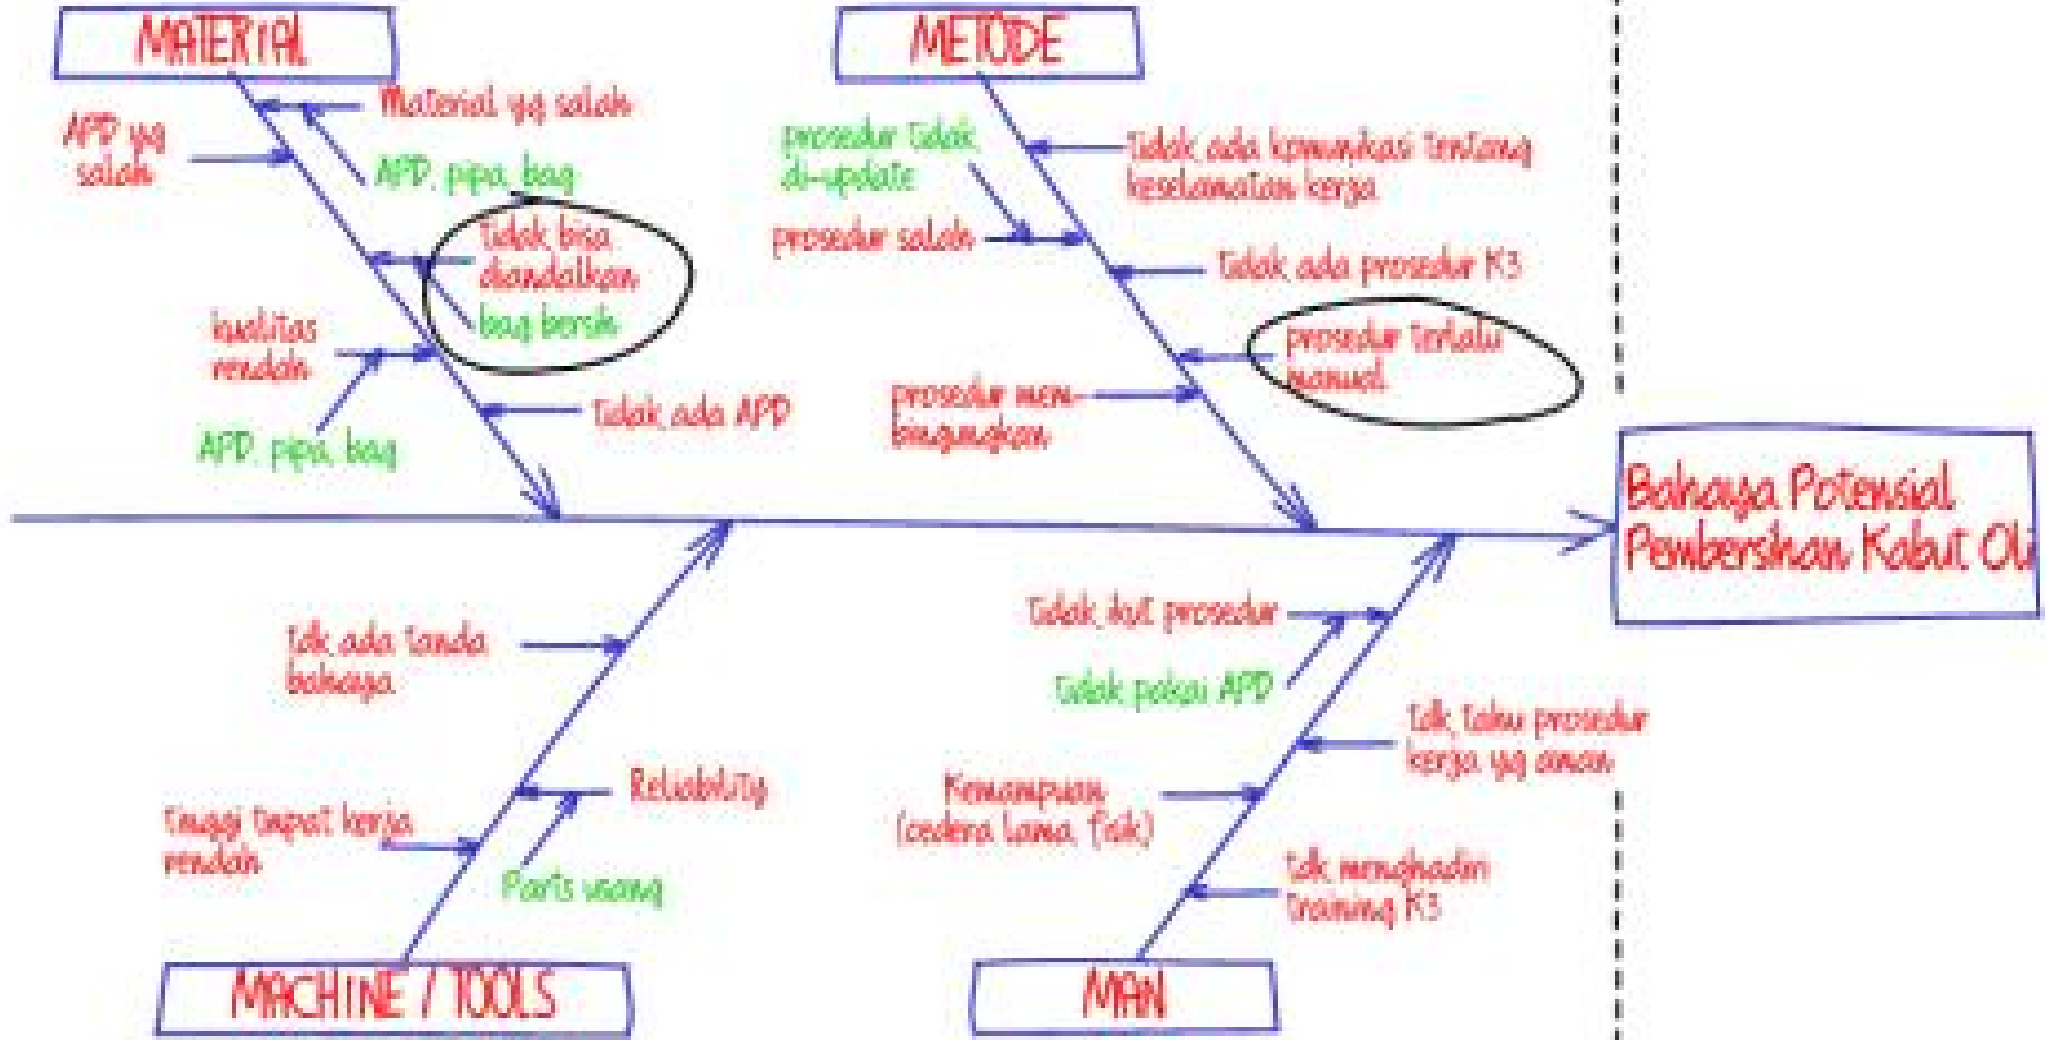 MATERIAL
Material yg salah
APD yg
salah
APD, pipa, bag
tidak bisa
diandalkan
bag bersih
kualitas
rendah
APD, pipa, bag
tidak ada APD
METODE
prosedur tidak
di-update
tidak ada komunikasi tentang
keselamatan kerja
prosedur salah
tidak ada prosedur K3
prosedur terlalu
manual
prosedur mem-
bingungkan
Bahaya Potensial
Pembersihan Kabut Oli
tdk ada tanda
bahaya
Reliability
tinggi tmpat kerja
rendah
Parts usang
MACHINE / TOOLS
tidak ikut prosedur
tidak pakai APD
tdk tahu prosedur
kerja yg aman
Kemampuan
(cedera lama, fisik)
tdk menghadiri
training K3
MAN